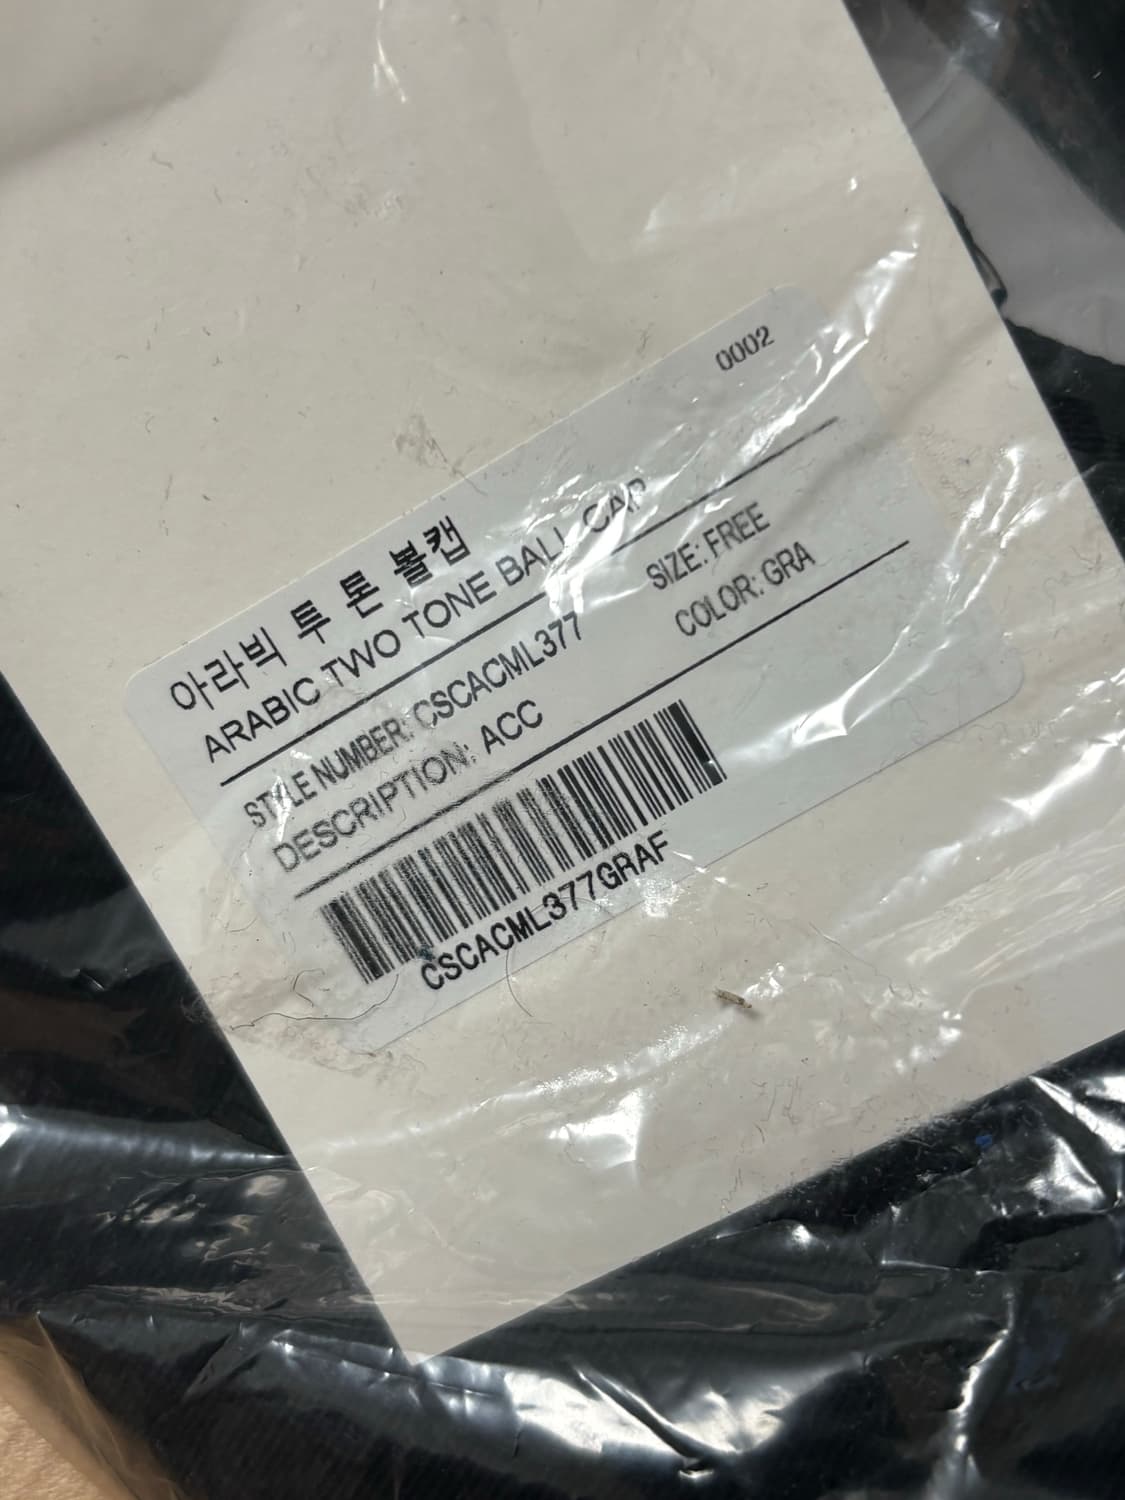 0002
아라빅 투 톤 볼캡
ARABIC TWO TONE BALL CAP
STYLE NUMBER: CSCACML377 SIZE: FREE
DESCRIPTION: ACC COLOR: GRA
CSCACML377GRAF